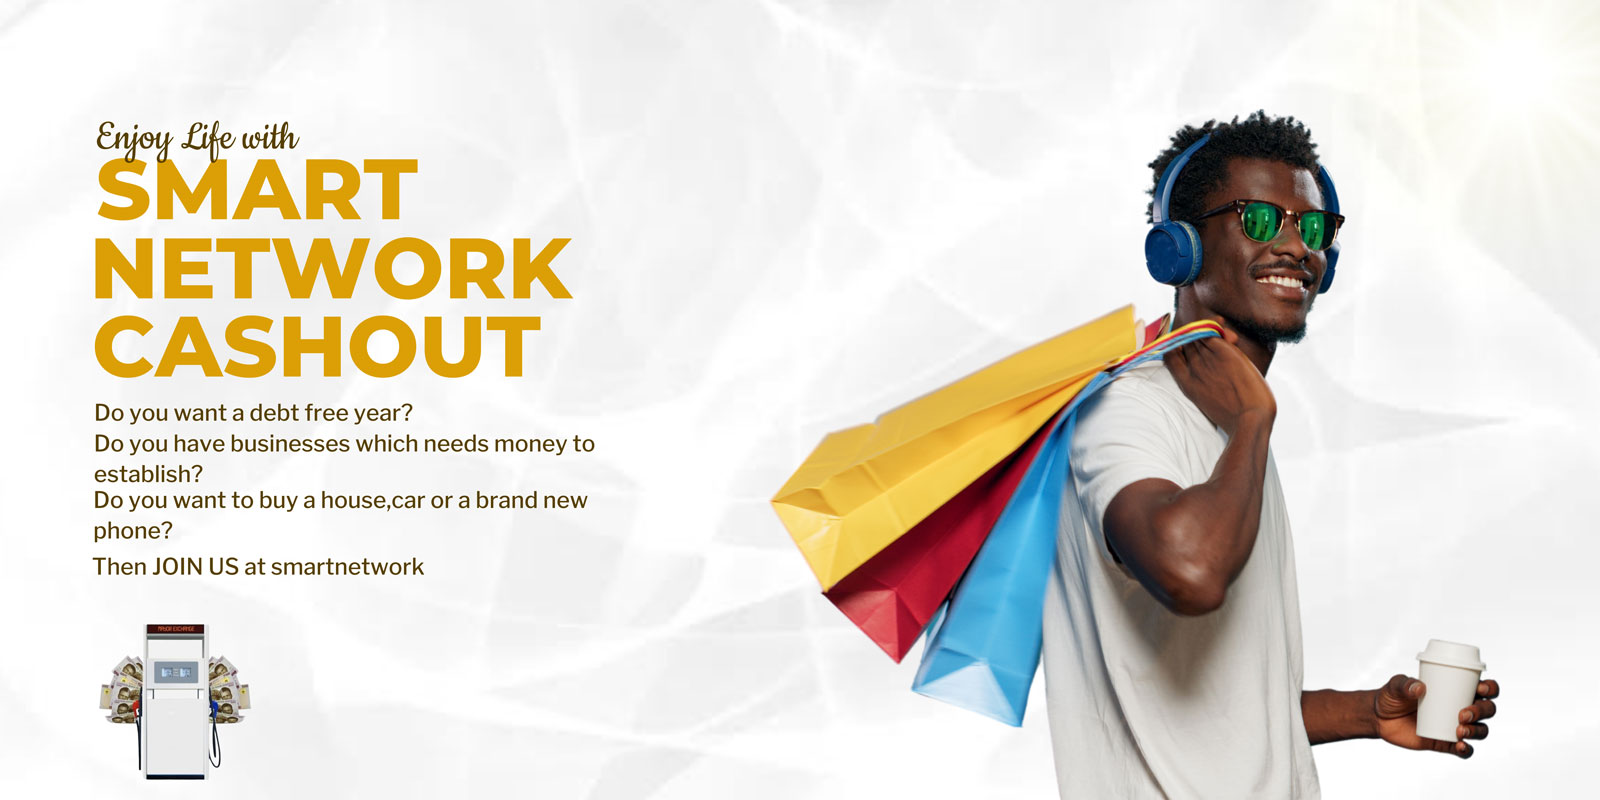 Enjoy Life with
SMART
NETWORK
CASHOUT
Do you want a debt free year?
Do you have businesses which needs money to
establish?
Do you want to buy a house,car or a brand new
phone?
Then JOIN US at smartnetwork